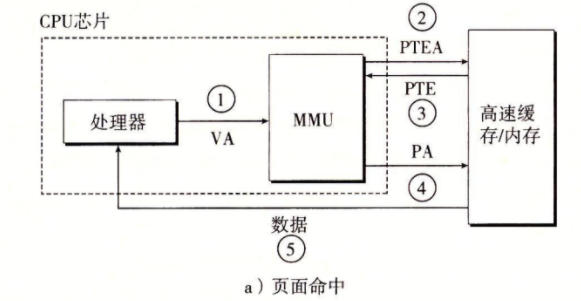 CPU芯片
②
PTEA
①
处理器
VA
MMU
PTE
③
高速缓
存/内存
PA
④
数据
⑤
a）页面命中